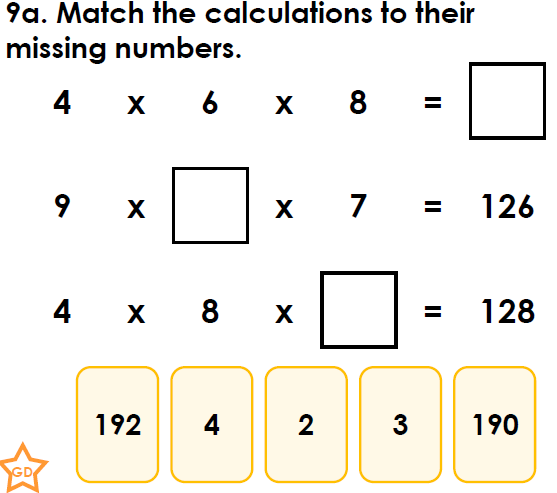 9a. Match the calculations to their
missing numbers.
4 x 6 x 8 =
9 x x 7 = 126
4 x 8 x = 128
192 4 2 3 190
GD